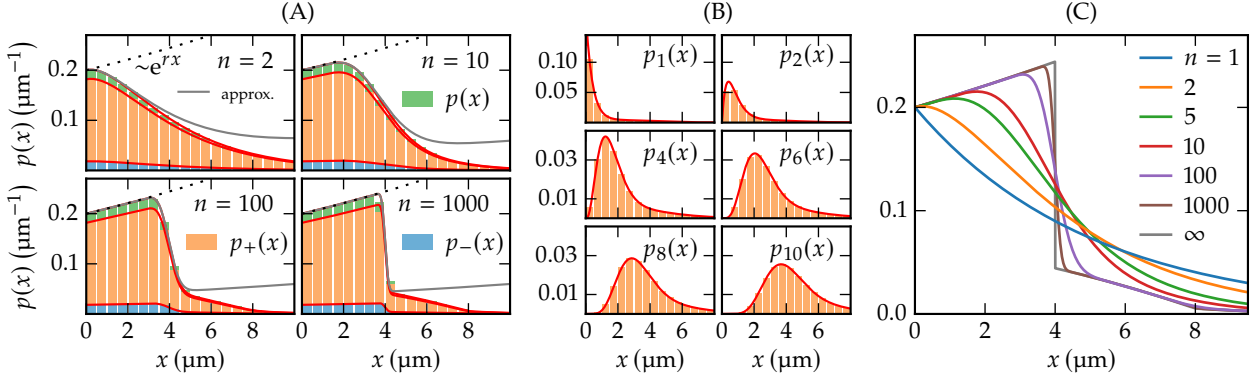 (A)
(B)
(C)
0.2
0.1
p(x) (μm⁻¹)
~e^{rx}
n = 2
approx.
n = 10
p(x)
0.2
0.1
p(x) (μm⁻¹)
n = 100
p₊(x)
n = 1000
p₋(x)
0 2 4 6 8
0 2 4 6 8
x (μm)
x (μm)
0.10
0.05
p₁(x)
p₂(x)
0.03
0.01
p₄(x)
p₆(x)
0.03
0.01
p₈(x)
p₁₀(x)
0 2 4 6
0 2 4 6
x (μm)
x (μm)
0.2
0.1
0.0
n = 1
2
5
10
100
1000
∞
0 2 4 6 8
x (μm)